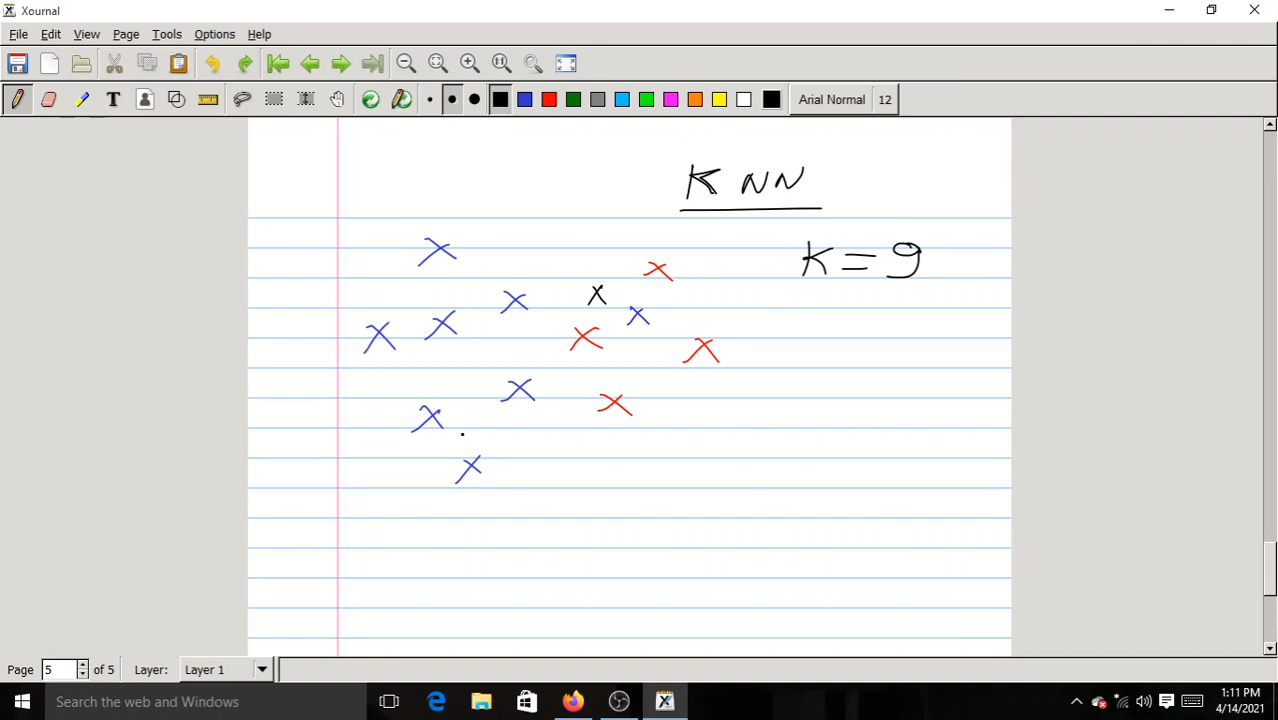 Xournal
File Edit View Page Tools Options Help
Arial Normal 12
K NN
K = 9
Page 5 of 5 Layer: Layer 1
Search the web and Windows
1:11 PM
4/14/2021